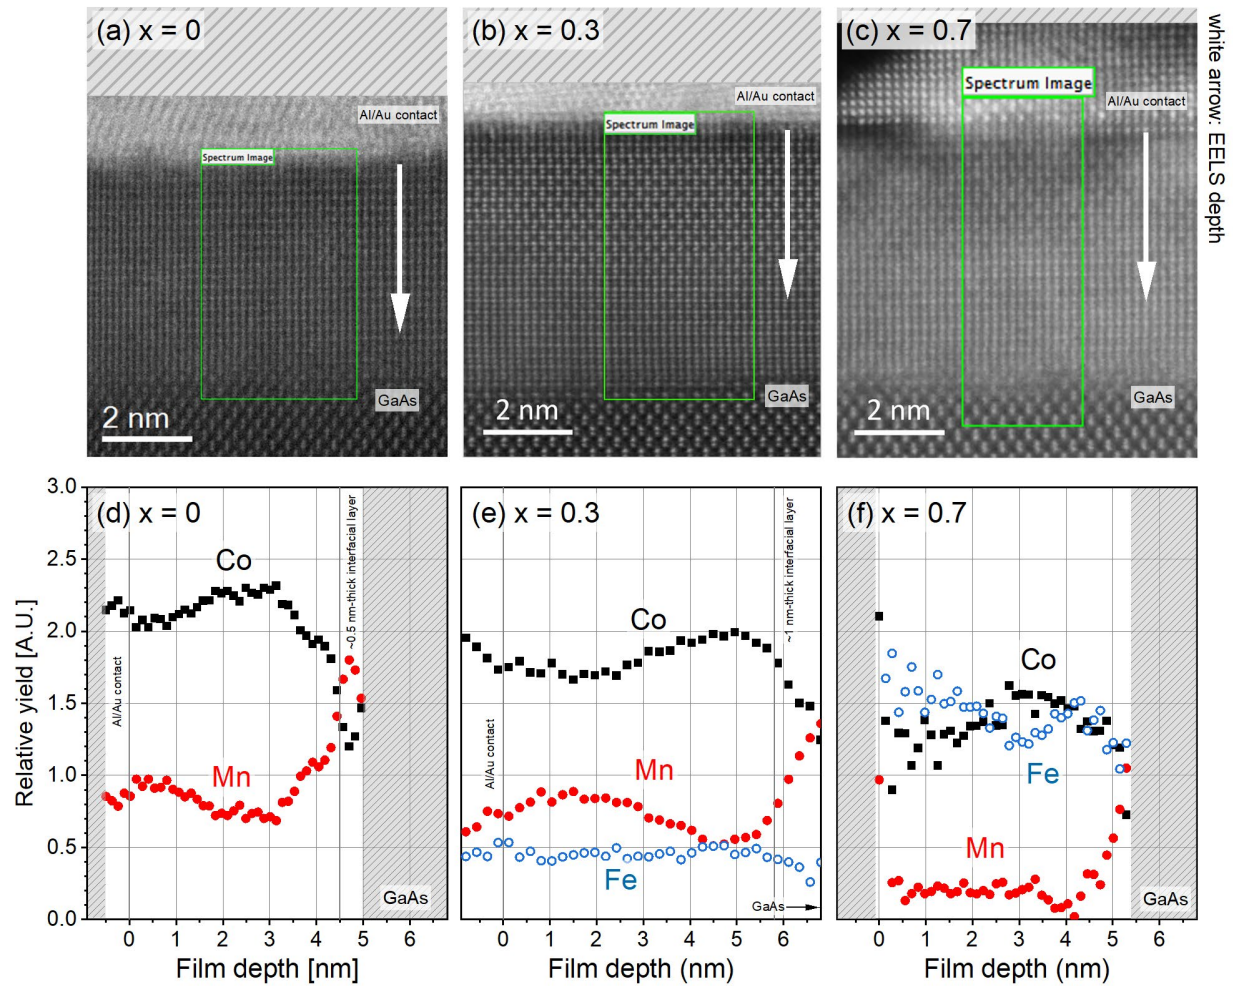 (a) x = 0
(b) x = 0.3
(c) x = 0.7
white arrow: EELS depth
Al/Au contact
Spectrum Image
GaAs
2 nm
Al/Au contact
Spectrum Image
GaAs
2 nm
Spectrum Image
Al/Au contact
GaAs
2 nm
Relative yield [A.U.]
3.0
2.5
2.0
1.5
1.0
0.5
0.0
(d) x = 0
Co
Mn
Al/Au contact
~0.5 nm-thick interfacial layer
GaAs
0 1 2 3 4 5 6
Film depth [nm]
(e) x = 0.3
Co
Mn
Fe
Al/Au contact
~1 nm-thick interfacial layer
GaAs
0 1 2 3 4 5 6
Film depth (nm)
(f) x = 0.7
Co
Fe
Mn
GaAs
0 1 2 3 4 5 6
Film depth (nm)